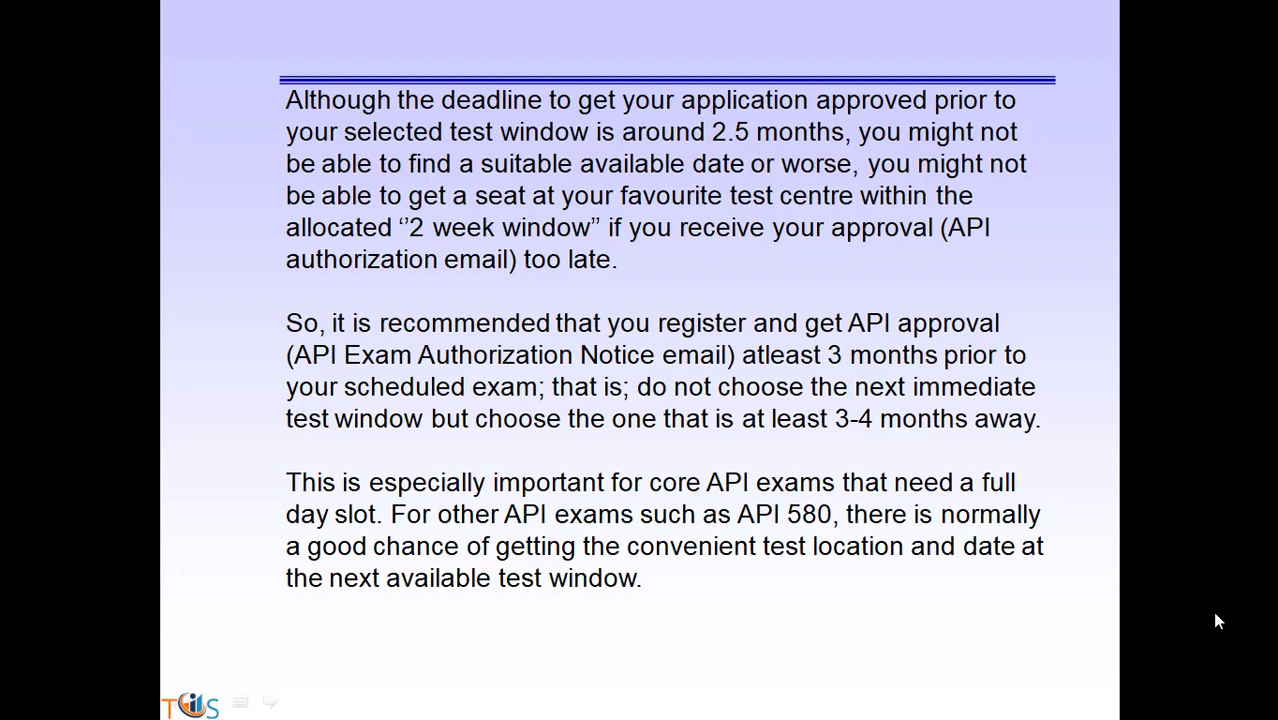 Although the deadline to get your application approved prior to
your selected test window is around 2.5 months, you might not
be able to find a suitable available date or worse, you might not
be able to get a seat at your favourite test centre within the
allocated ‘’2 week window’’ if you receive your approval (API
authorization email) too late.
So, it is recommended that you register and get API approval
(API Exam Authorization Notice email) atleast 3 months prior to
your scheduled exam; that is; do not choose the next immediate
test window but choose the one that is at least 3-4 months away.
This is especially important for core API exams that need a full
day slot. For other API exams such as API 580, there is normally
a good chance of getting the convenient test location and date at
the next available test window.